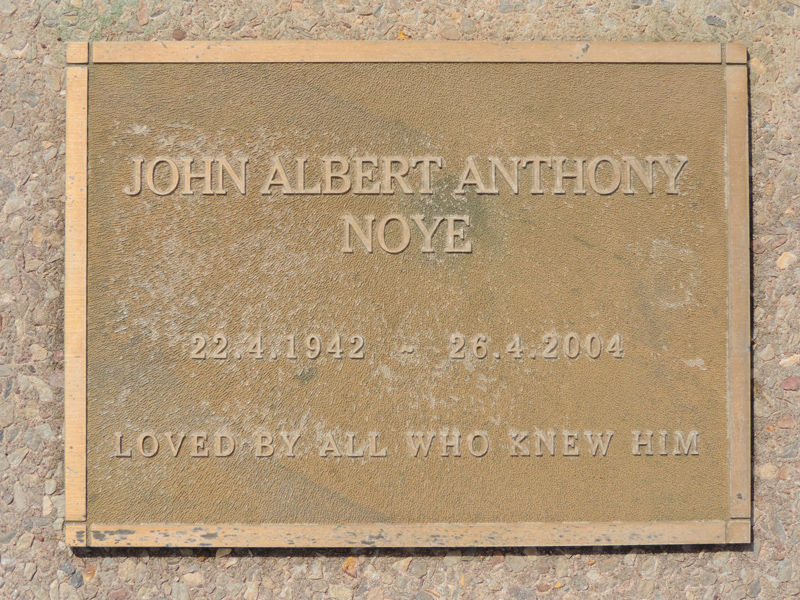 JOHN ALBERT ANTHONY
NOYE
22.4.1942 ~ 26.4.2004
LOVED BY ALL WHO KNEW HIM